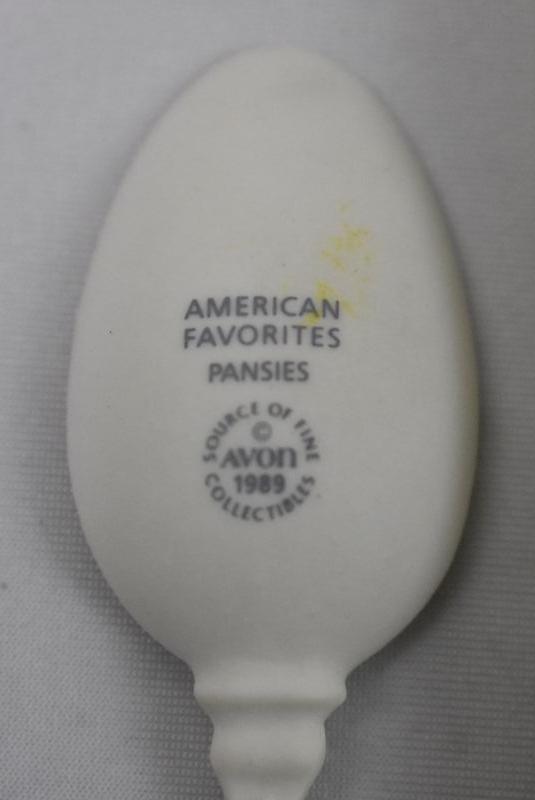 AMERICAN
FAVORITES
PANSIES
SOURCE OF FINE
©
AVON
1989
COLLECTIBLES